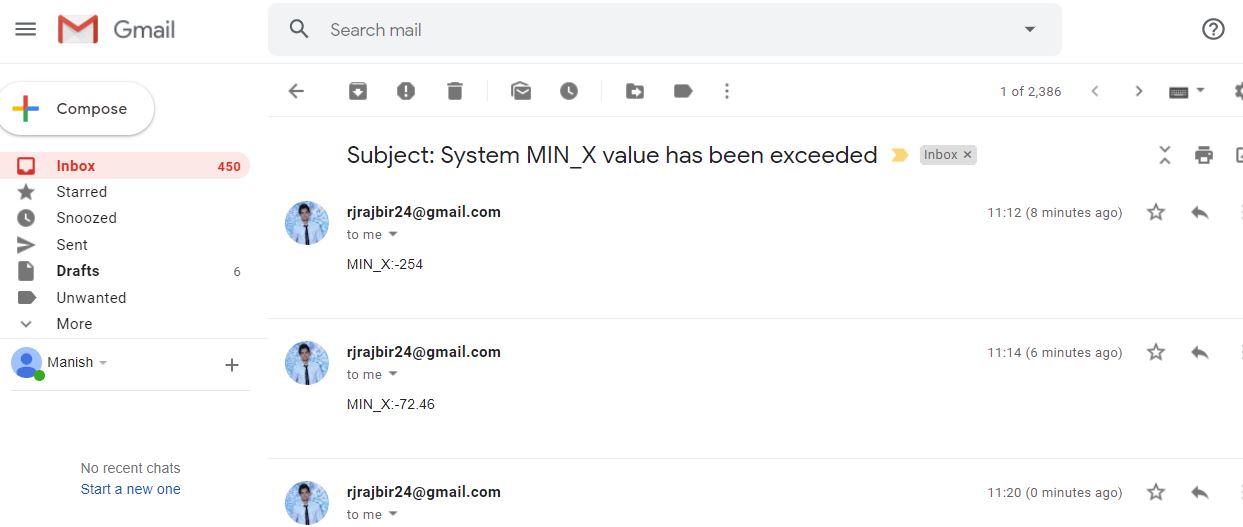 Gmail
Search mail
Compose
1 of 2,386
Inbox 450
Starred
Snoozed
Sent
Drafts 6
Unwanted
More
Manish
No recent chats
Start a new one
Subject: System MIN_X value has been exceeded Inbox ×
rjrajbir24@gmail.com 11:12 (8 minutes ago)
to me
MIN_X:-254
rjrajbir24@gmail.com 11:14 (6 minutes ago)
to me
MIN_X:-72.46
rjrajbir24@gmail.com 11:20 (0 minutes ago)
to me